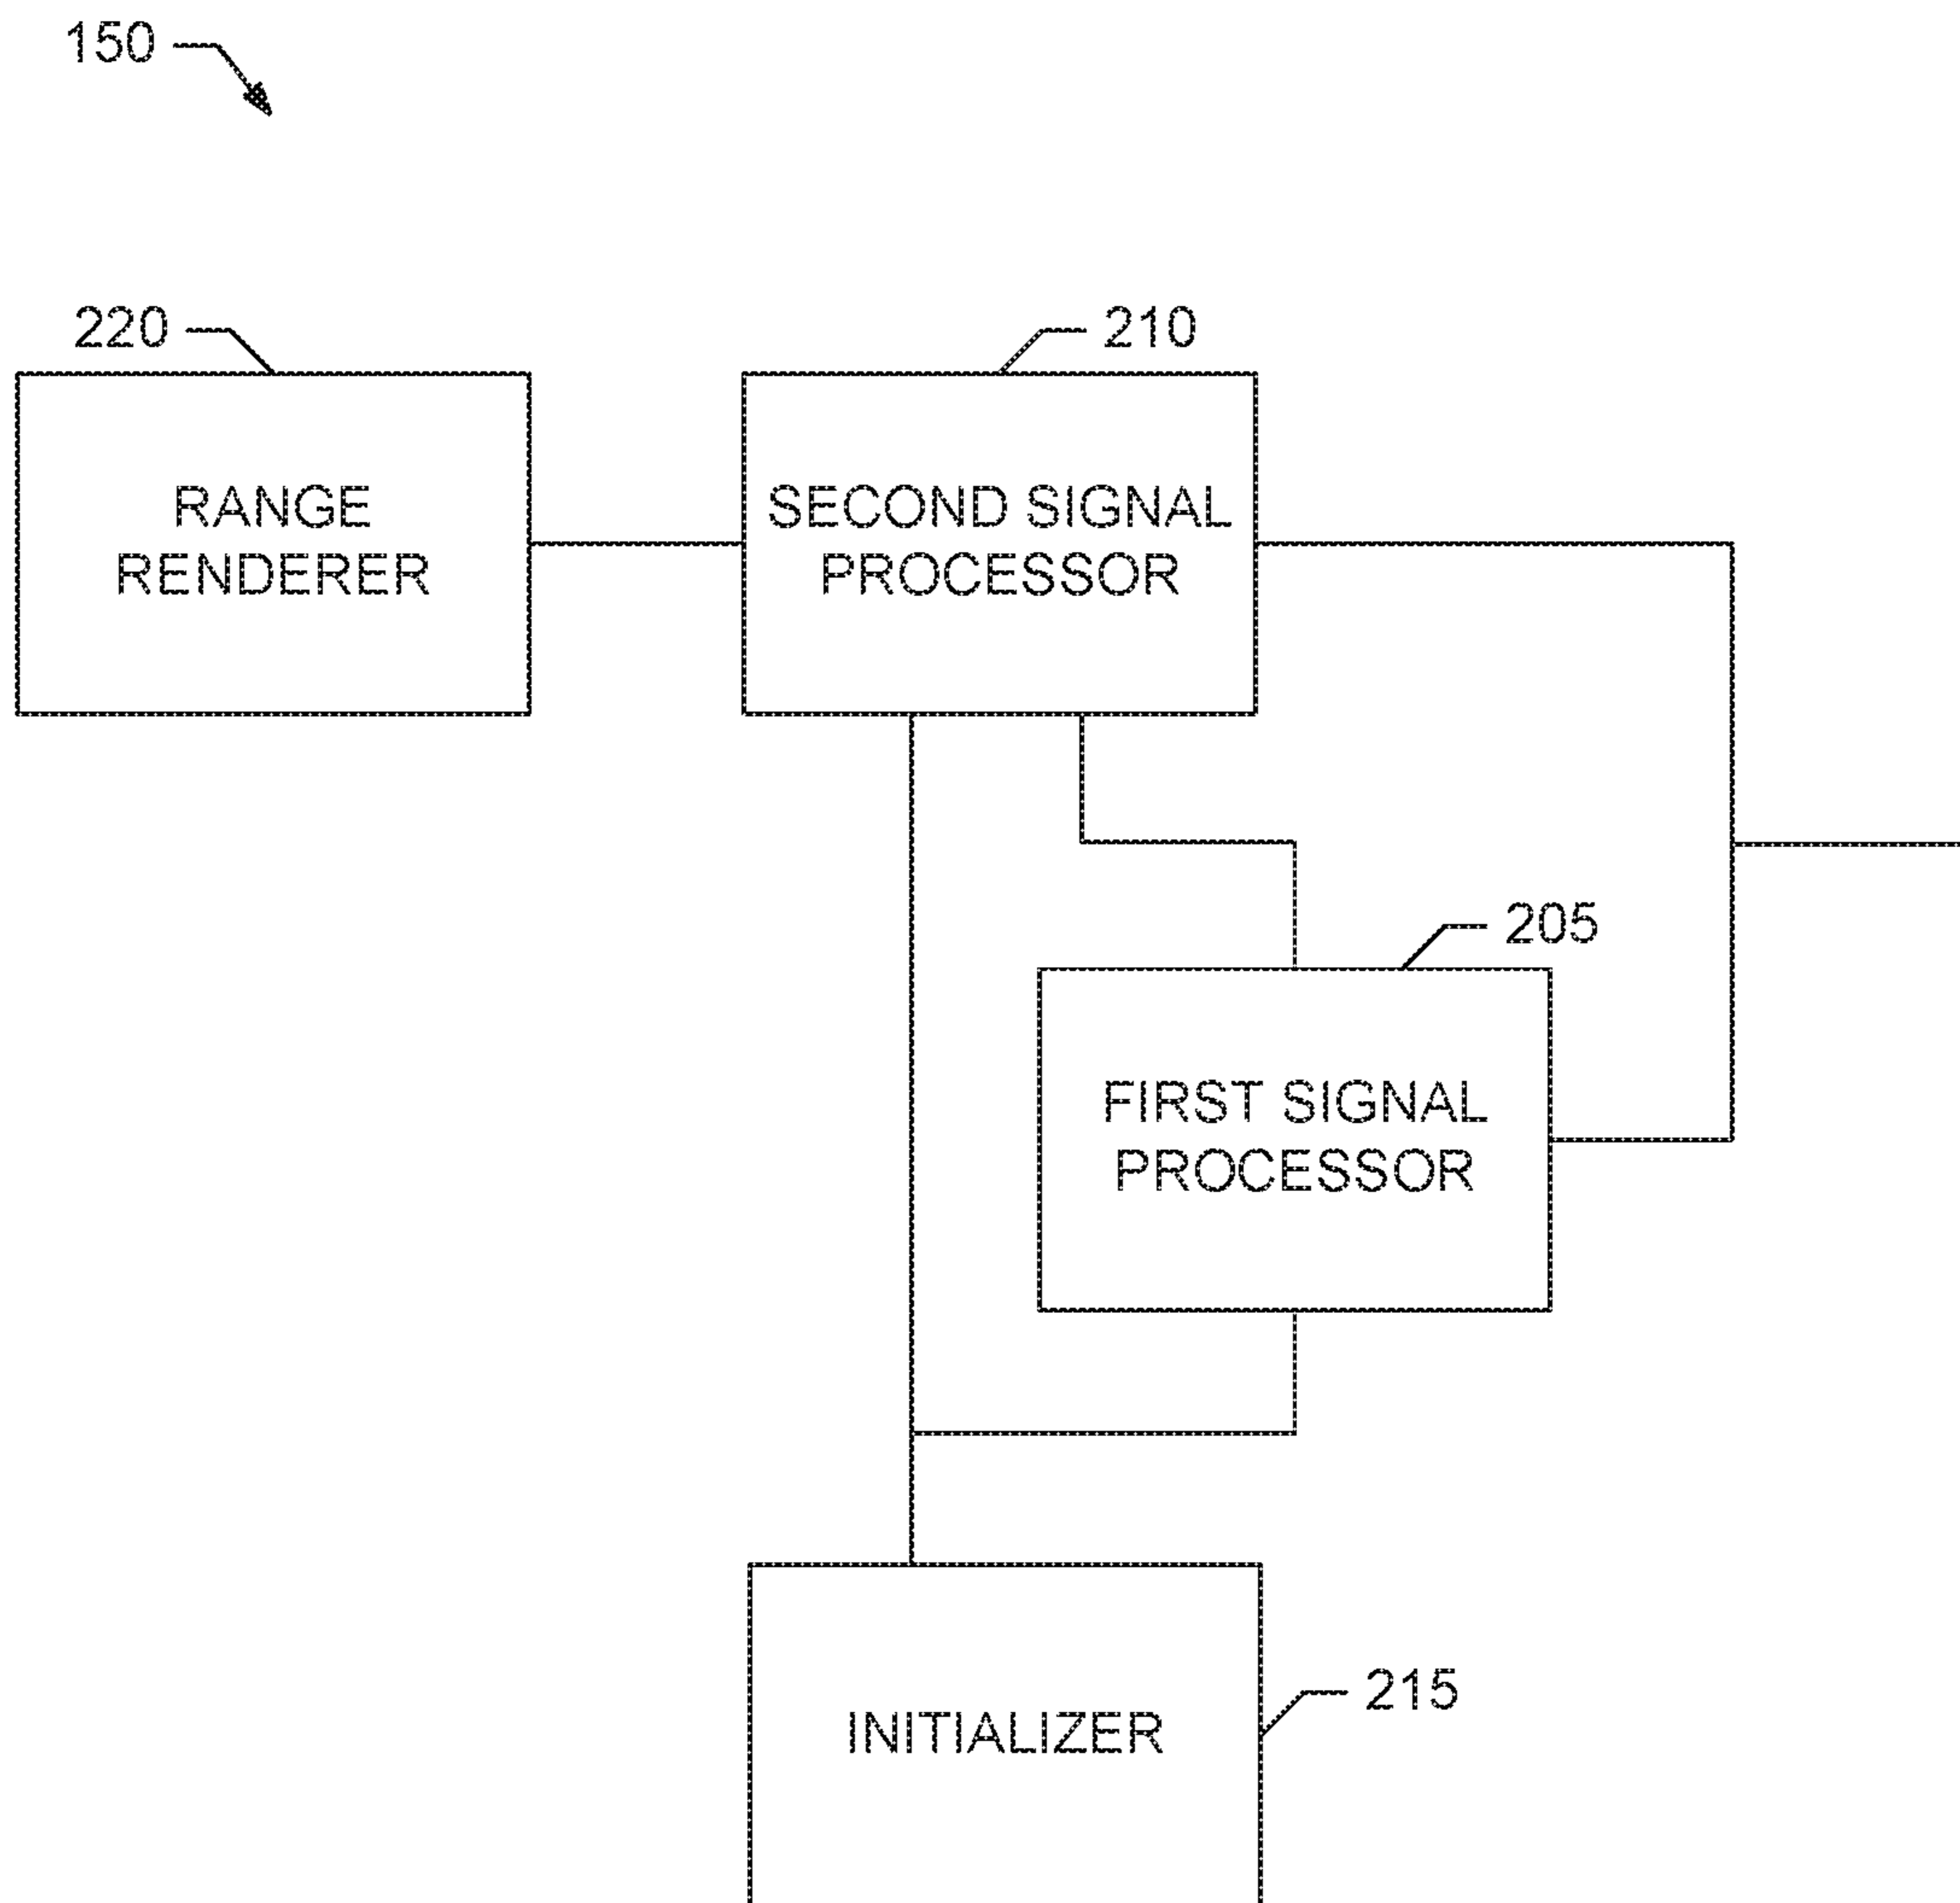 150
220
210
RANGE
RENDERER
SECOND SIGNAL
PROCESSOR
205
FIRST SIGNAL
PROCESSOR
215
INITIALIZER